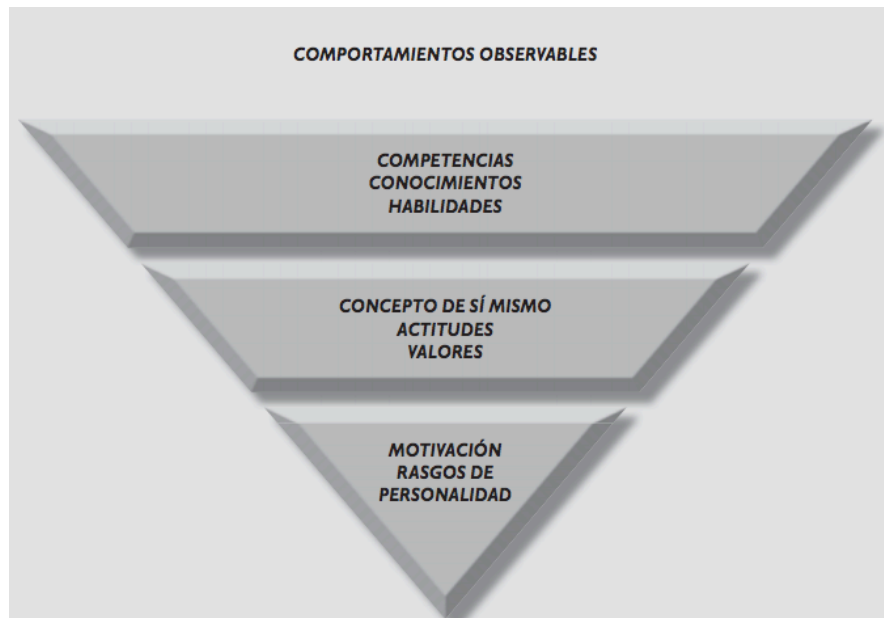 COMPORTAMIENTOS OBSERVABLES
COMPETENCIAS
CONOCIMIENTOS
HABILIDADES
CONCEPTO DE SÍ MISMO
ACTITUDES
VALORES
MOTIVACIÓN
RASGOS DE
PERSONALIDAD